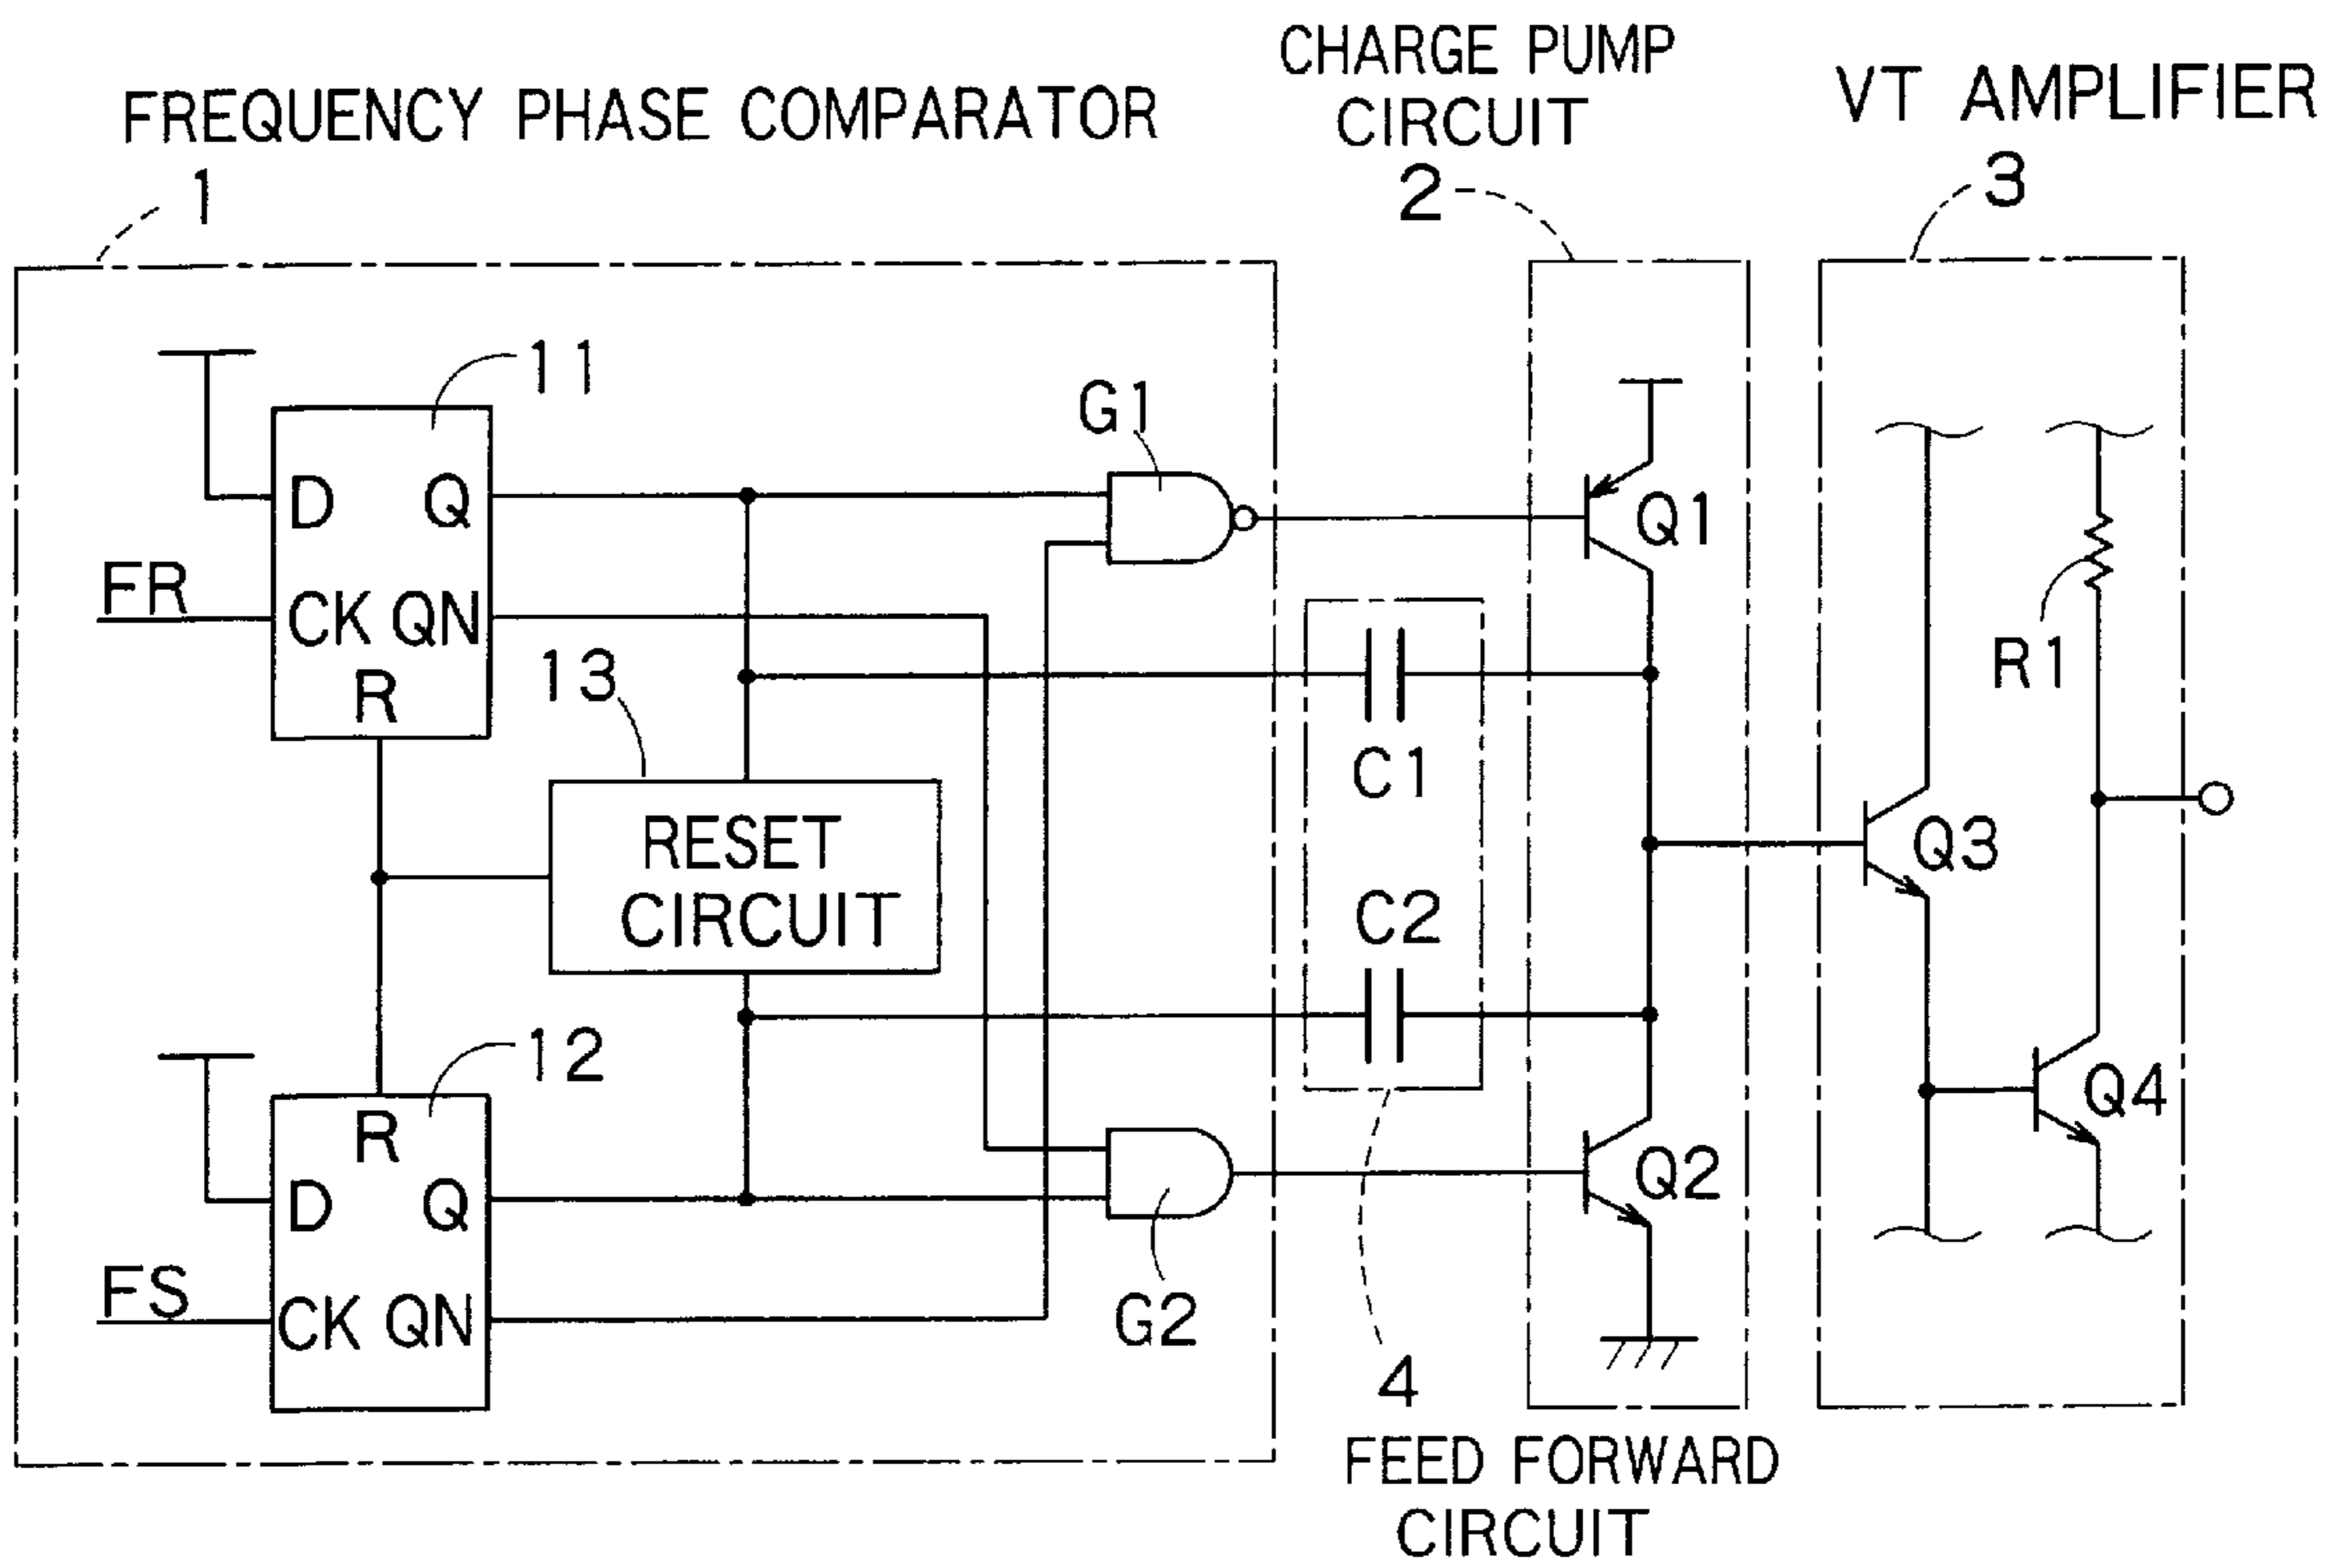 CHARGE PUMP
CIRCUIT
2
FREQUENCY PHASE COMPARATOR
1
VT AMPLIFIER
3
11
D Q
FR
CK QN
R
G1
Q1
13
C1
R1
RESET
CIRCUIT
C2
Q3
12
R
D Q
FS
CK QN
G2
Q2
Q4
4
FEED FORWARD
CIRCUIT